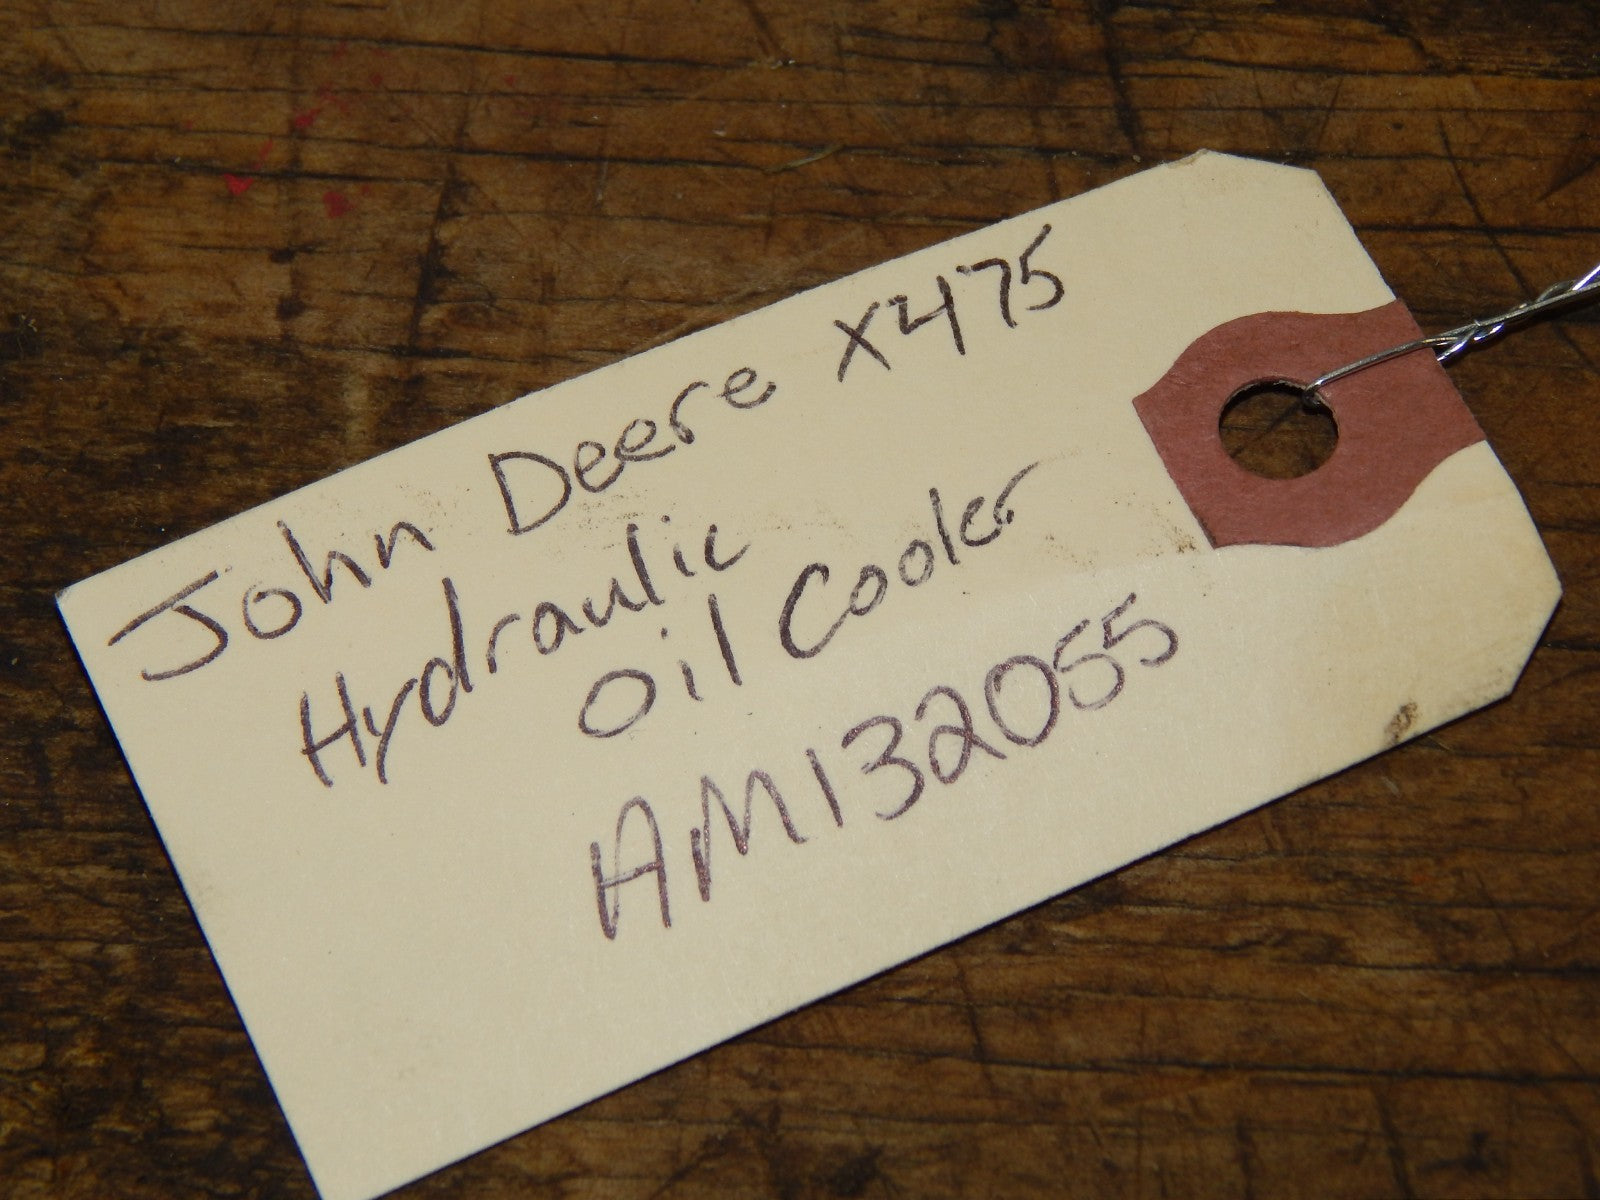 John Deere X475
Hydraulic
Oil Cooler
AM132055